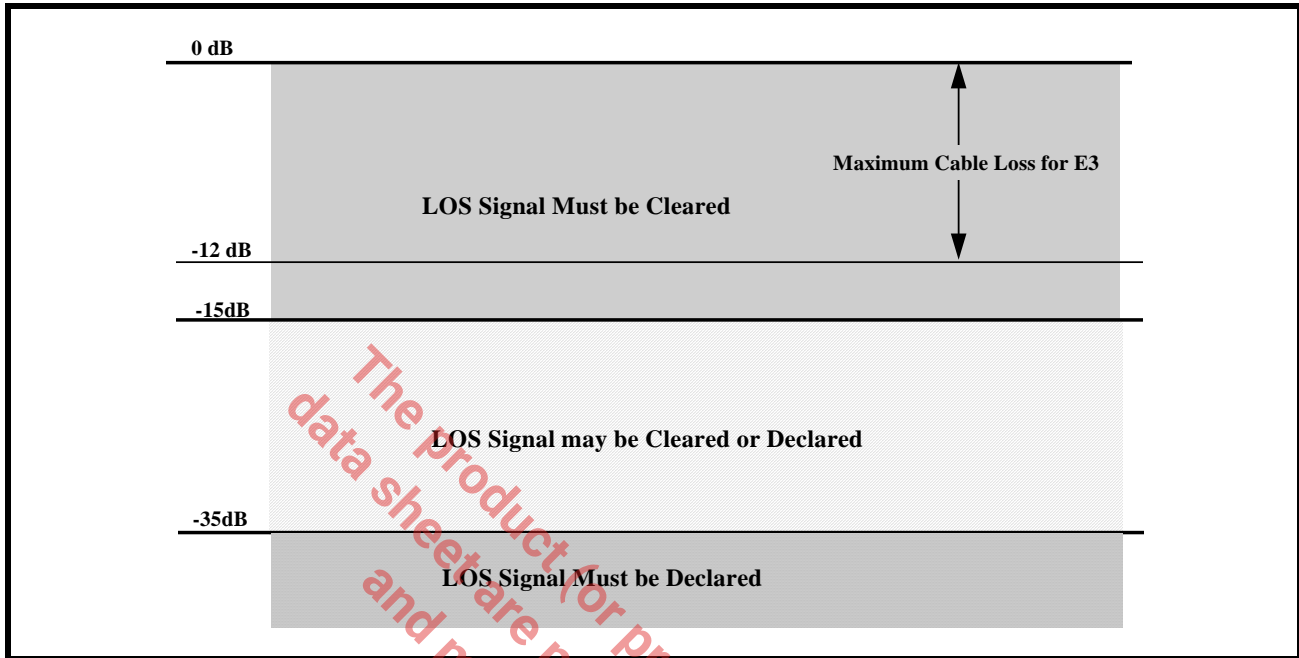 0 dB
Maximum Cable Loss for E3
LOS Signal Must be Cleared
-12 dB
-15dB
LOS Signal may be Cleared or Declared
-35dB
LOS Signal Must be Declared
The product (or
data sheet are
and